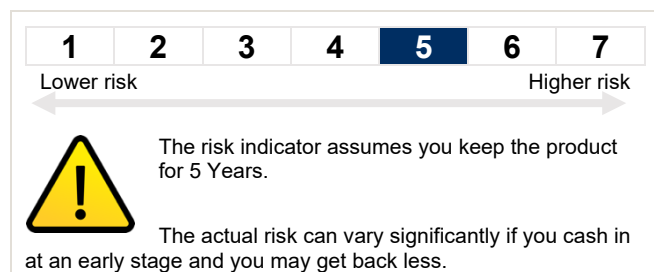 1 2 3 4 5 6 7
Lower risk Higher risk
The risk indicator assumes you keep the product
for 5 Years.
The actual risk can vary significantly if you cash in
at an early stage and you may get back less.